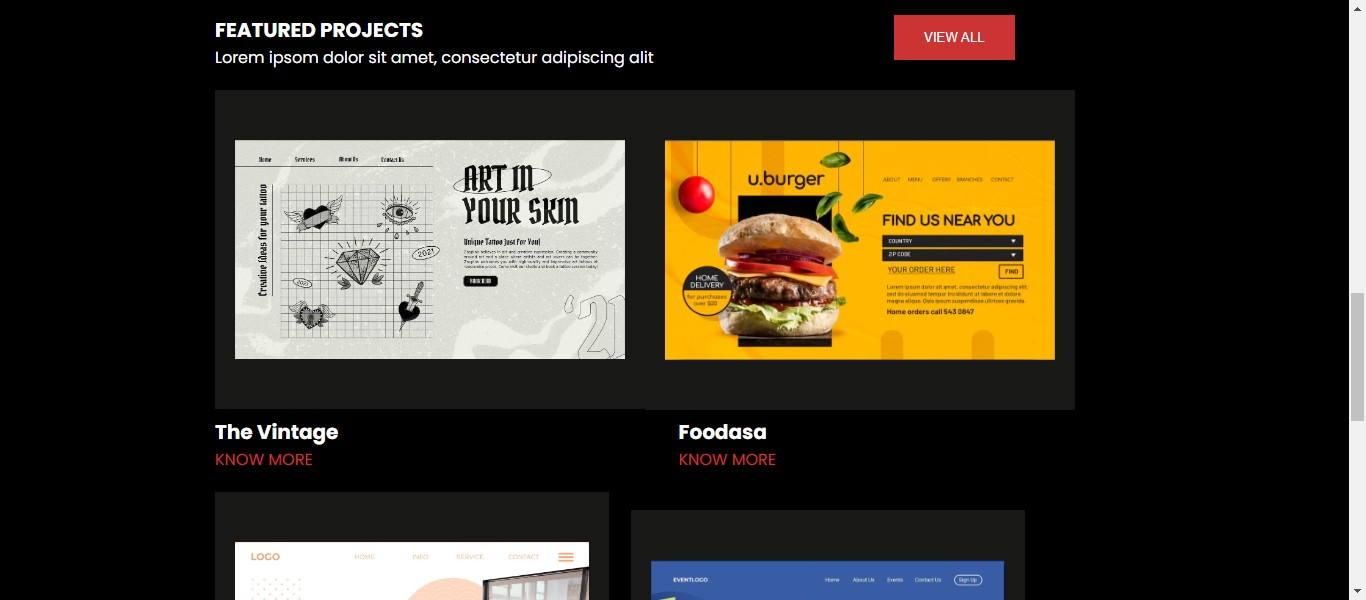 FEATURED PROJECTS
Lorem ipsom dolor sit amet, consectetur adipiscing alit
VIEW ALL
Home Services About Us Contact Us
Creative Ideas for your tattoo
2021
2021
ART IN
YOUR SKIN
Unique Tattoo Just For You!
BOOK NOW
'21
u.burger
HOME
DELIVERY
for purchases
over $20
ABOUT MENU OFFERS BRANCHES CONTACT
FIND US NEAR YOU
COUNTRY
ZIP CODE
YOUR ORDER HERE FIND
Lorem ipsum dolor sit amet, consectetur adipiscing elit,
sed do eiusmod tempor incididunt ut labore et dolore
magna aliqua. Quis ipsum suspendisse ultrices gravida.
Home orders call 543 0847
The Vintage
KNOW MORE
Foodasa
KNOW MORE
LOGO HOME INFO SERVICE CONTACT
EVENTLOGO Home About Us Events Contact Us Sign Up